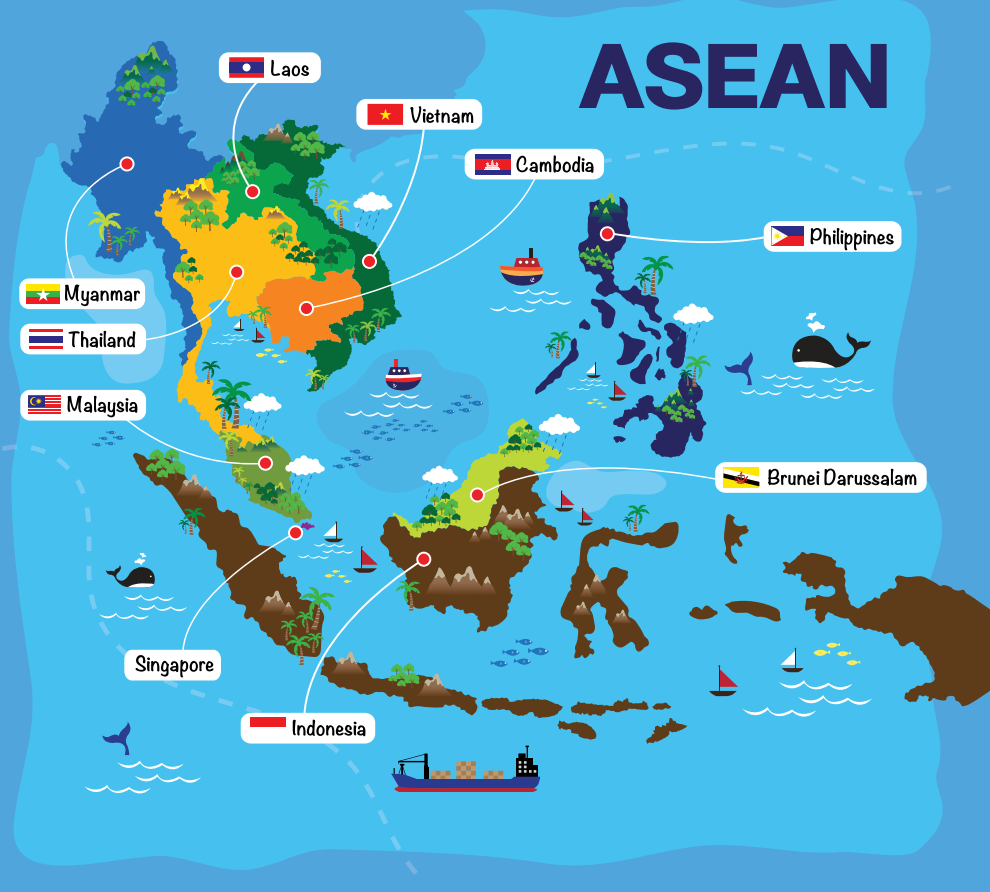 ASEAN
Laos
Vietnam
Cambodia
Philippines
Myanmar
Thailand
Malaysia
Brunei Darussalam
Singapore
Indonesia